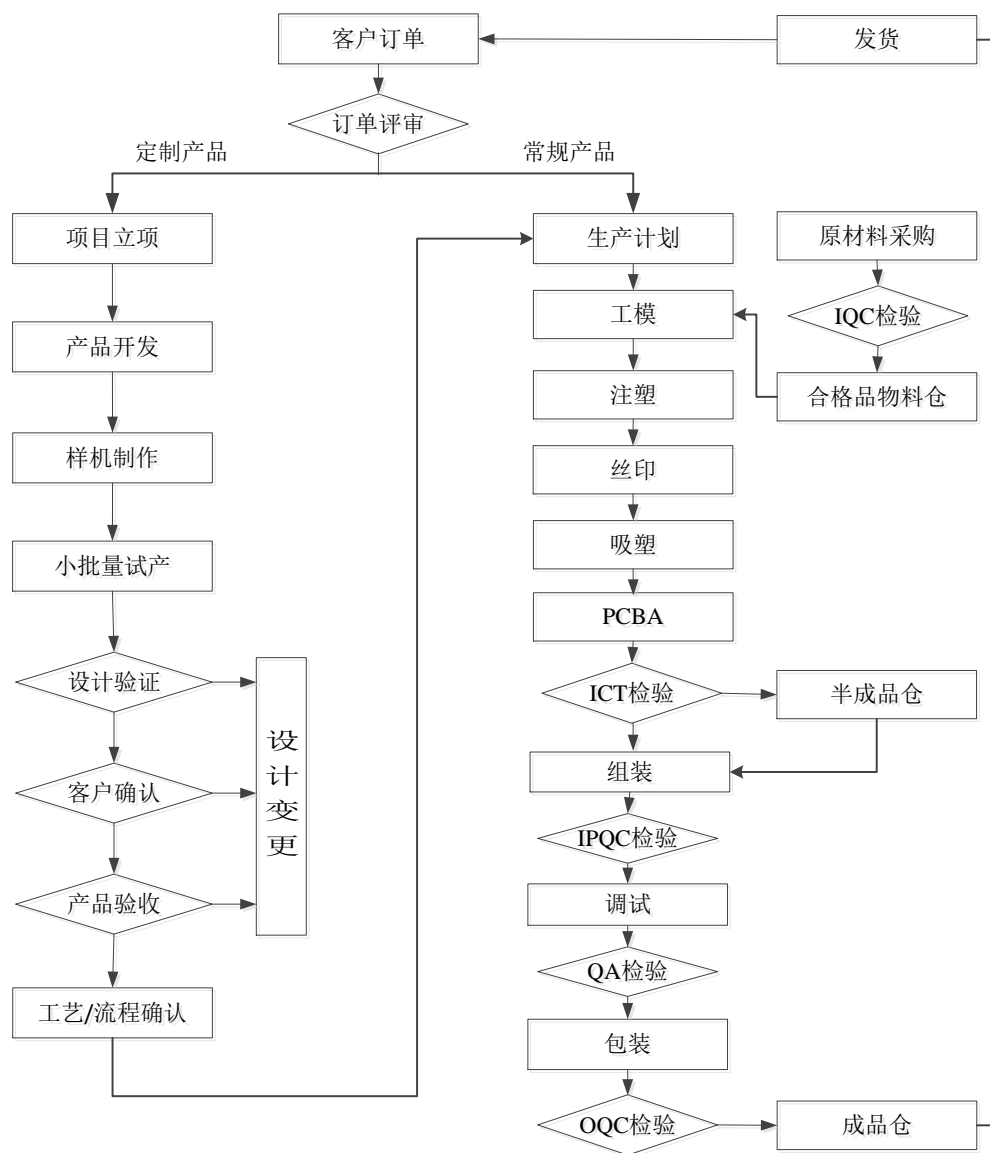 客户订单
发货
订单评审
定制产品
常规产品
项目立项
生产计划
原材料采购
产品开发
工模
IQC检验
样机制作
注塑
合格品物料仓
小批量试产
丝印
吸塑
PCBA
设计验证
设计变更
ICT检验
半成品仓
客户确认
组装
IPQC检验
产品验收
调试
QA检验
工艺/流程确认
包装
OQC检验
成品仓